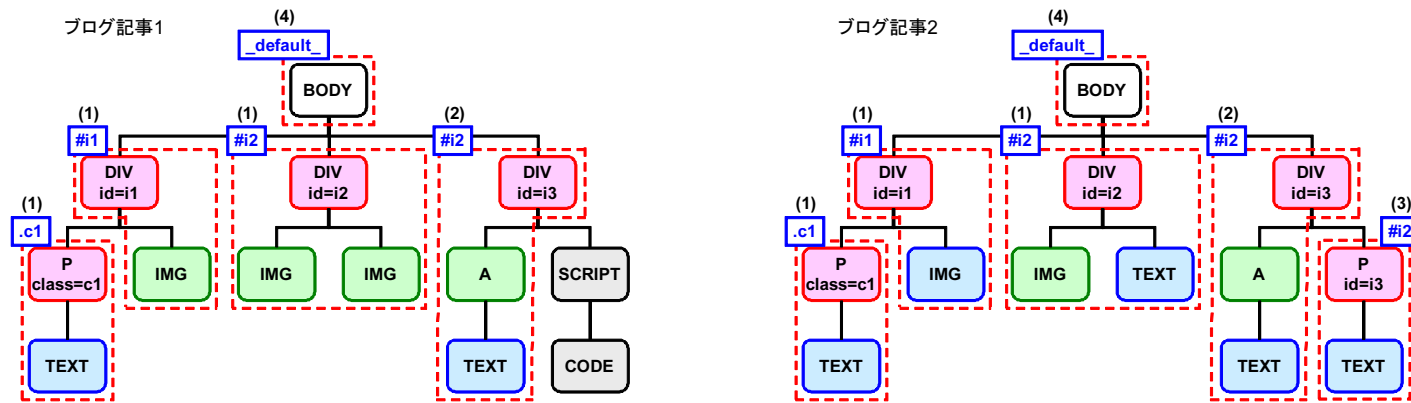 ブログ記事1
(4)
_default_
BODY
(1)
#i1
(1)
#i2
(2)
#i2
DIV
id=i1
DIV
id=i2
DIV
id=i3
(1)
.c1
P
class=c1
IMG
IMG
IMG
A
SCRIPT
TEXT
TEXT
CODE
ブログ記事2
(4)
_default_
BODY
(1)
#i1
(1)
#i2
(2)
#i2
DIV
id=i1
DIV
id=i2
DIV
id=i3
(1)
.c1
(3)
#i2
P
class=c1
IMG
IMG
TEXT
A
P
id=i3
TEXT
TEXT
TEXT